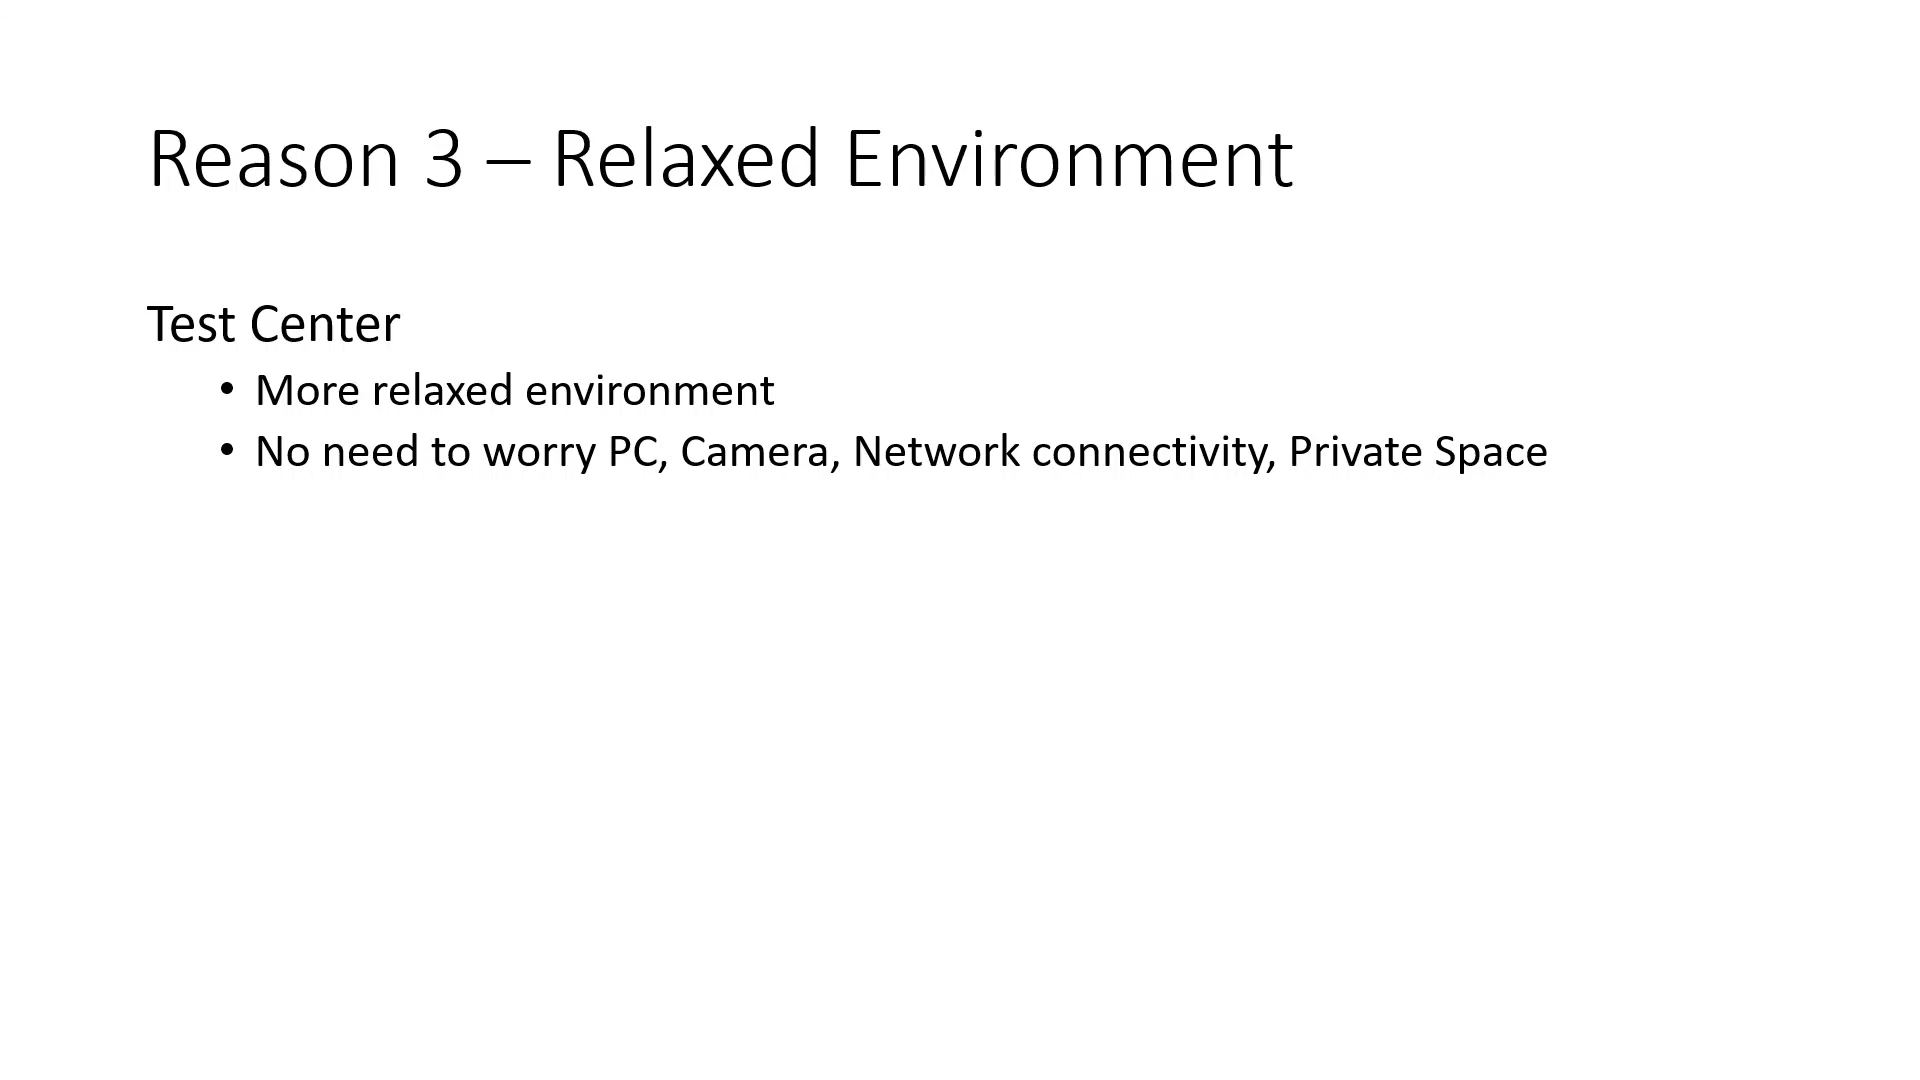 Reason 3 – Relaxed Environment
Test Center
• More relaxed environment
• No need to worry PC, Camera, Network connectivity, Private Space